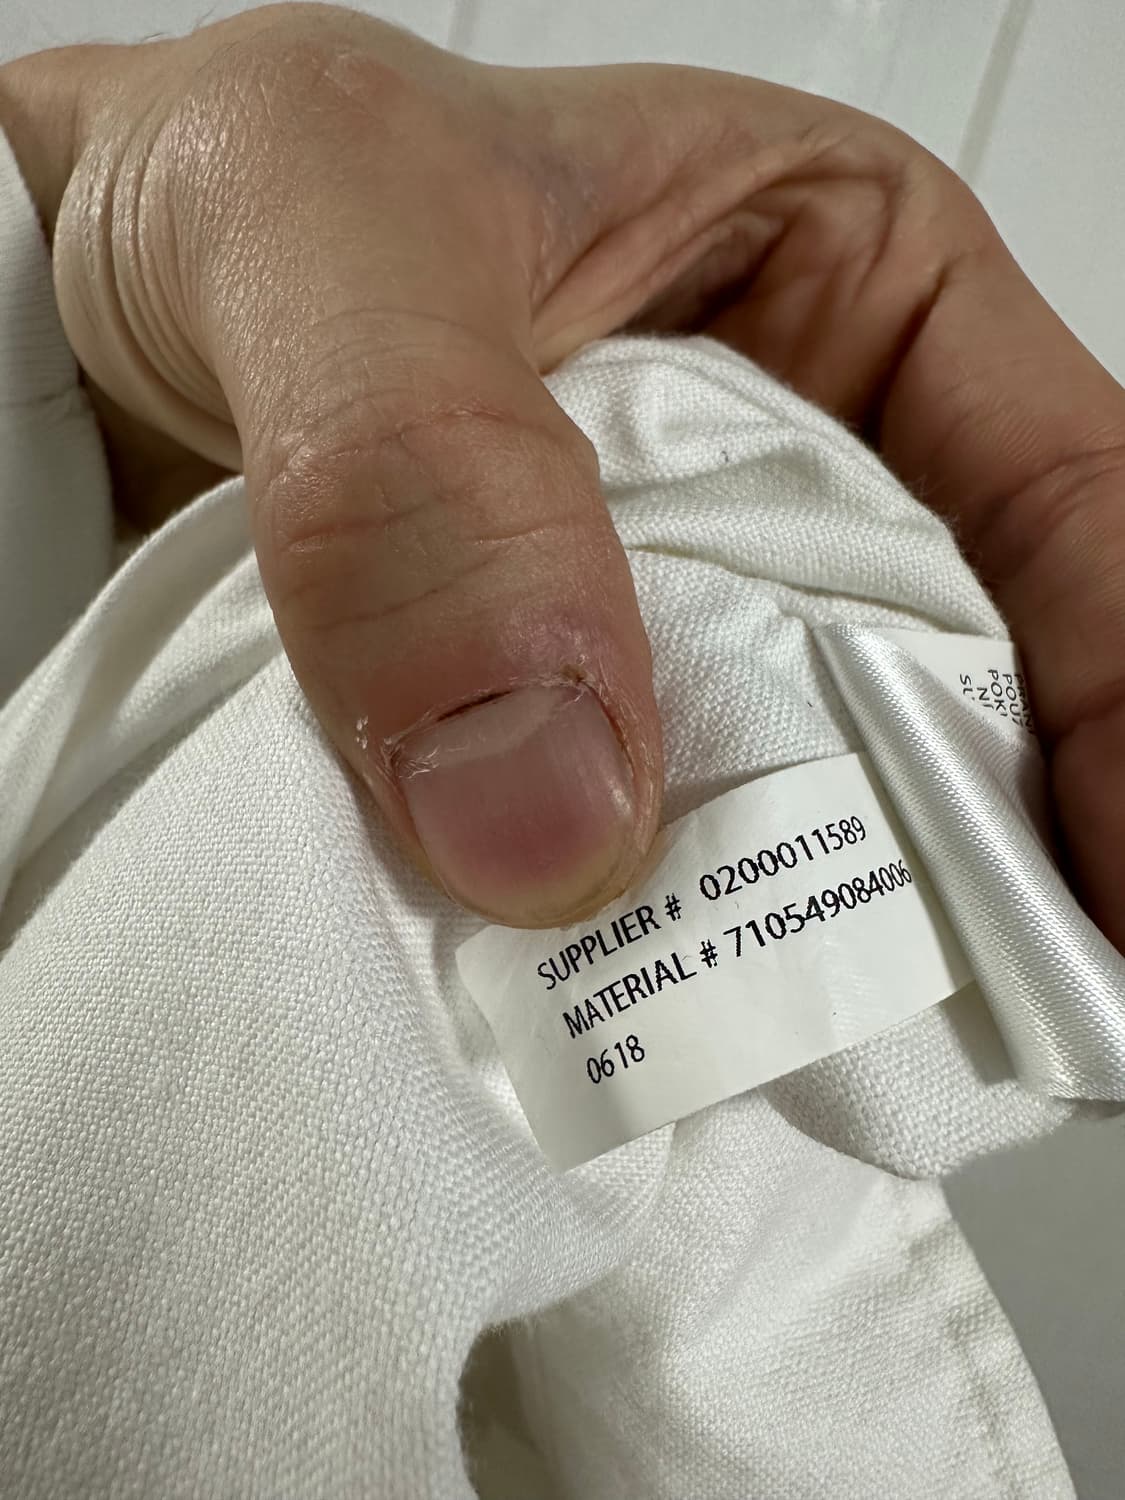 SUPPLIER # 0200011589
MATERIAL # 710549084006
0618